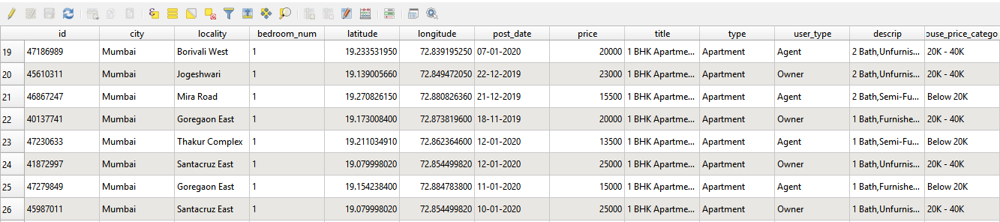 id city locality bedroom_num latitude longitude post_date price title type user_type descrip ouse_price_catego
19 47186989 Mumbai Borivali West 1 19.233531950 72.839195250 07-01-2020 20000 1 BHK Apartme... Apartment Agent 2 Bath,Unfurnis... 20K - 40K
20 45610311 Mumbai Jogeshwari 1 19.139005660 72.849472050 22-12-2019 23000 1 BHK Apartme... Apartment Owner 2 Bath,Unfurnis... 20K - 40K
21 46867247 Mumbai Mira Road 1 19.270826150 72.880826360 21-12-2019 15500 1 BHK Apartme... Apartment Agent 2 Bath,Semi-Fu... Below 20K
22 40137741 Mumbai Goregaon East 1 19.173008400 72.873819600 18-11-2019 20000 1 BHK Apartme... Apartment Owner 1 Bath,Furnishe... 20K - 40K
23 47230633 Mumbai Thakur Complex 1 19.211034910 72.862364600 12-01-2020 13500 1 BHK Apartme... Apartment Agent 1 Bath,Semi-Fu... Below 20K
24 41872997 Mumbai Santacruz East 1 19.079998020 72.854499820 12-01-2020 25000 1 BHK Apartme... Apartment Owner 1 Bath,Unfurnis... 20K - 40K
25 47279849 Mumbai Goregaon East 1 19.154238400 72.884783800 11-01-2020 15000 1 BHK Apartme... Apartment Agent 1 Bath,Furnishe... Below 20K
26 45987011 Mumbai Santacruz East 1 19.079998020 72.854499820 10-01-2020 25000 1 BHK Apartme... Apartment Owner 1 Bath,Unfurnis... 20K - 40K